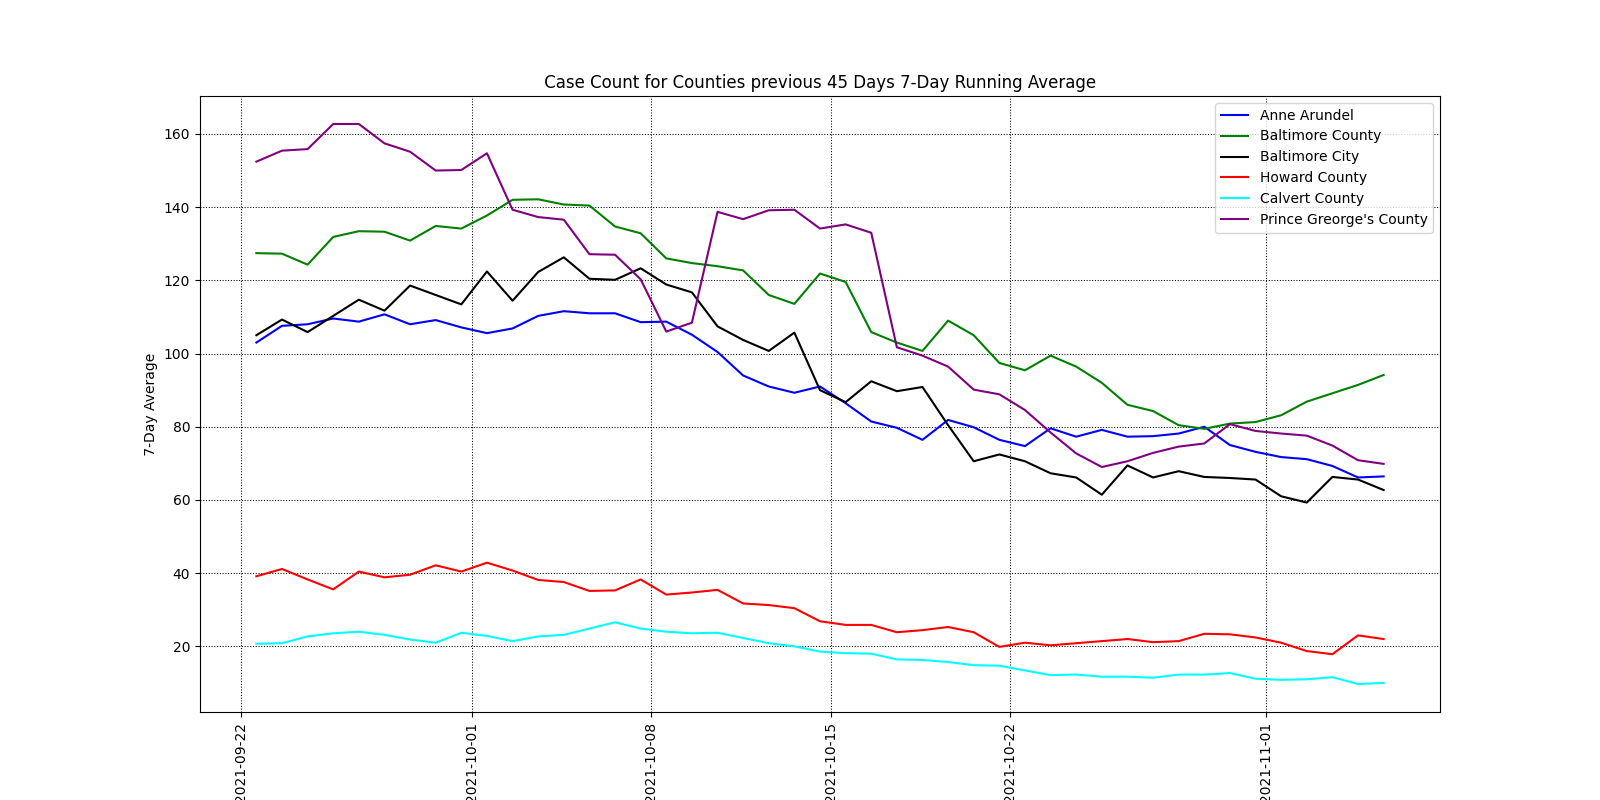 Case Count for Counties previous 45 Days 7-Day Running Average
Anne Arundel
Baltimore County
Baltimore City
Howard County
Calvert County
Prince Greorge's County
7-Day Average
160
140
120
100
80
60
40
20
2021-09-22
2021-10-01
2021-10-08
2021-10-15
2021-10-22
2021-11-01